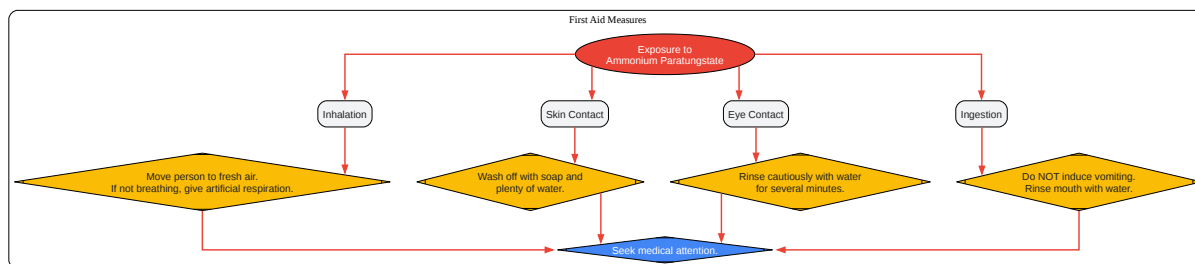 First Aid Measures
Exposure to
Ammonium Paratungstate
Inhalation
Skin Contact
Eye Contact
Ingestion
Move person to fresh air.
If not breathing, give artificial respiration.
Wash off with soap and
plenty of water.
Rinse cautiously with water
for several minutes.
Do NOT induce vomiting.
Rinse mouth with water.
Seek medical attention.